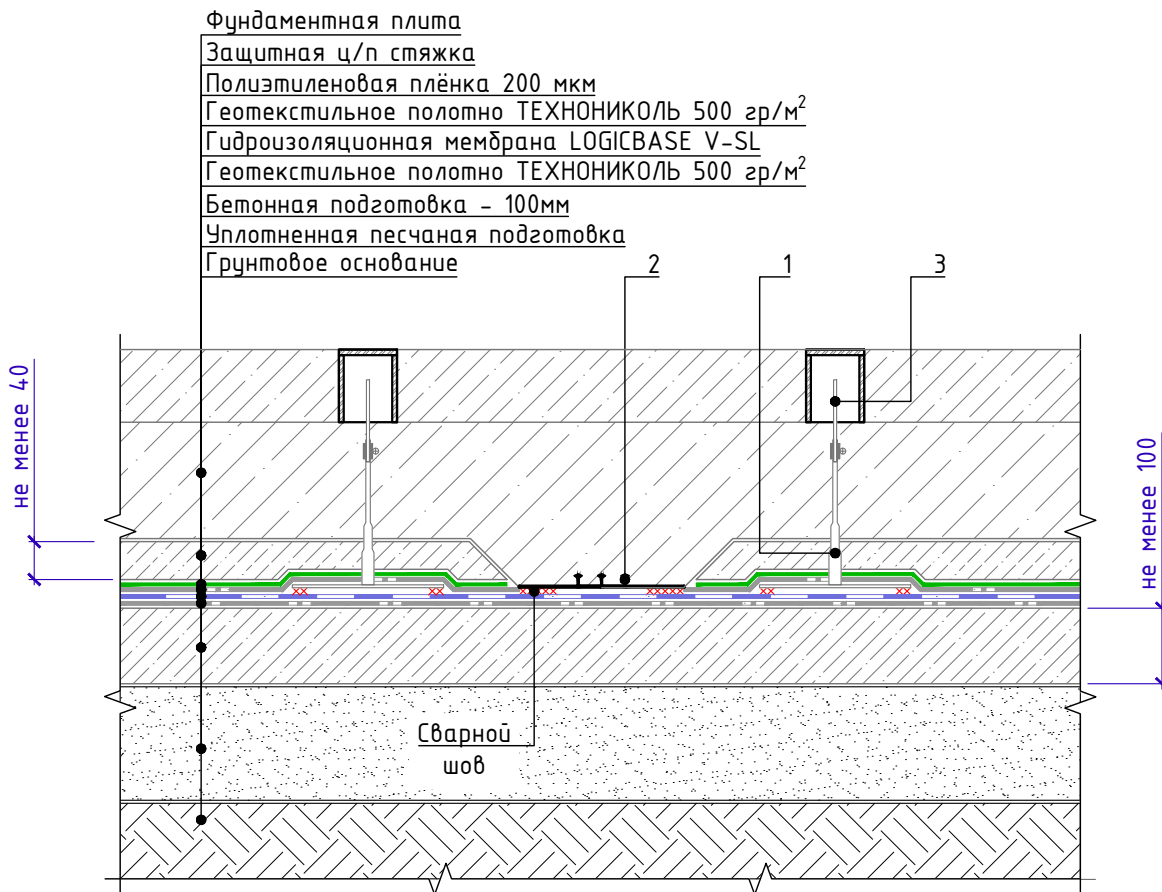 Фундаментная плита
Защитная ц/п стяжка
Полиэтиленовая плёнка 200 мкм
Геотекстильное полотно ТЕХНОНИКОЛЬ 500 гр/м²
Гидроизоляционная мембрана LOGICBASE V-SL
Геотекстильное полотно ТЕХНОНИКОЛЬ 500 гр/м²
Бетонная подготовка - 100мм
Уплотненная песчаная подготовка
Грунтовое основание
2
1
3
не менее 40
не менее 100
Сварной
шов